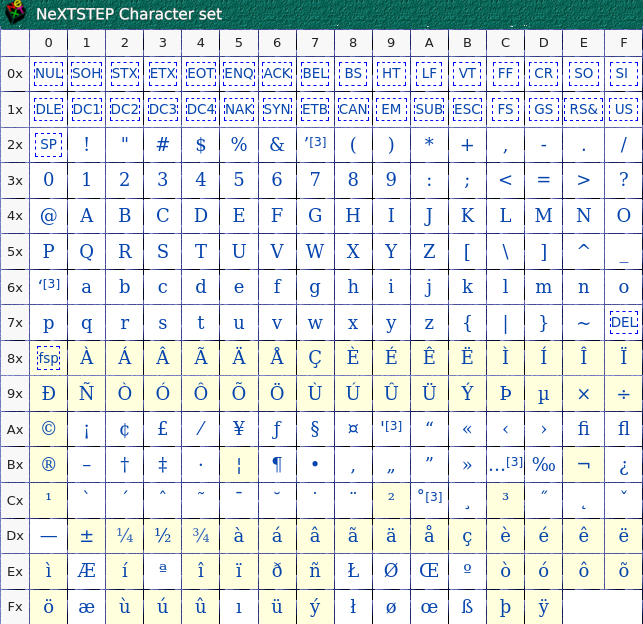 NeXTSTEP Character set
0 1 2 3 4 5 6 7 8 9 A B C D E F
0x NUL SOH STX ETX EOT ENQ ACK BEL BS HT LF VT FF CR SO SI
1x DLE DC1 DC2 DC3 DC4 NAK SYN ETB CAN EM SUB ESC FS GS RS& US
2x SP ! " # $ % & ’[3] ( ) * + , - . /
3x 0 1 2 3 4 5 6 7 8 9 : ; < = > ?
4x @ A B C D E F G H I J K L M N O
5x P Q R S T U V W X Y Z [ \ ] ^ _
6x ‘[3] a b c d e f g h i j k l m n o
7x p q r s t u v w x y z { | } ~ DEL
8x fsp À Á Â Ã Ä Å Ç È É Ê Ë Ì Í Î Ï
9x Ð Ñ Ò Ó Ô Õ Ö Ù Ú Û Ü Ý Þ µ × ÷
Ax © ¡ ¢ £ ⁄ ¥ ƒ § ¤ '[3] “ « ‹ › ﬁ ﬂ
Bx ® – † ‡ · ¦ ¶ • ‚ „ ” » …[3] ‰ ¬ ¿
Cx ¹ ˋ ´ ˆ ˜ ¯ ˘ ˙ ¨ ² °[3] ¸ ³ ˝ ˛ ˇ
Dx — ± ¼ ½ ¾ à á â ã ä å ç è é ê ë
Ex ì Æ í ª î ï ð ñ Ł Ø Œ º ò ó ô õ
Fx ö æ ù ú û ı ü ý ł ø œ ß þ ÿ